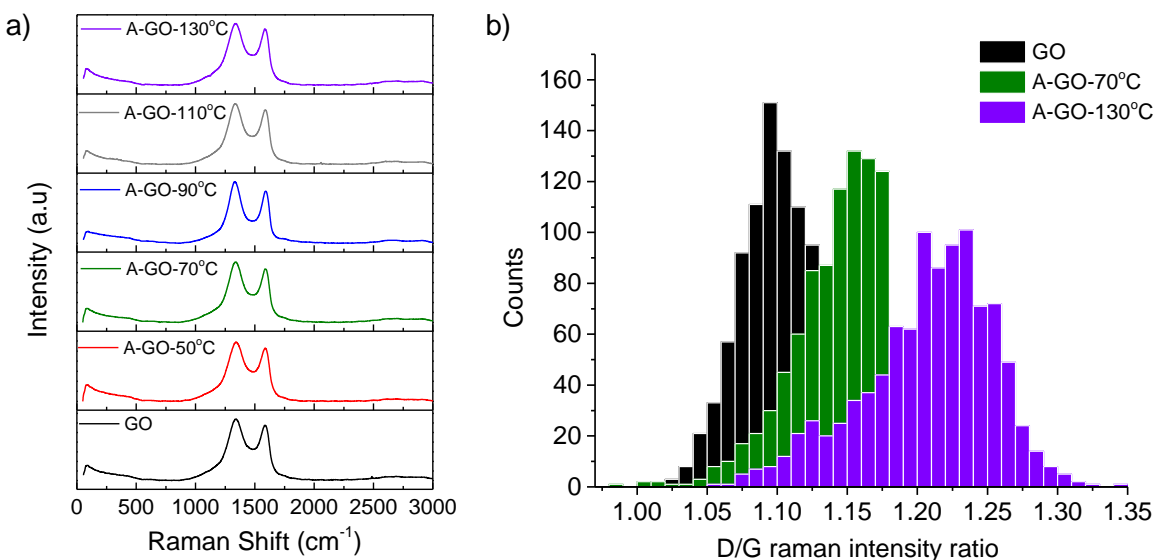 a)
A-GO-130°C
A-GO-110°C
A-GO-90°C
A-GO-70°C
A-GO-50°C
GO
Intensity (a.u)
0 500 1000 1500 2000 2500 3000
Raman Shift (cm⁻¹)
b)
GO
A-GO-70°C
A-GO-130°C
160
140
120
100
80
60
40
20
0
Counts
1.00 1.05 1.10 1.15 1.20 1.25 1.30 1.35
D/G raman intensity ratio